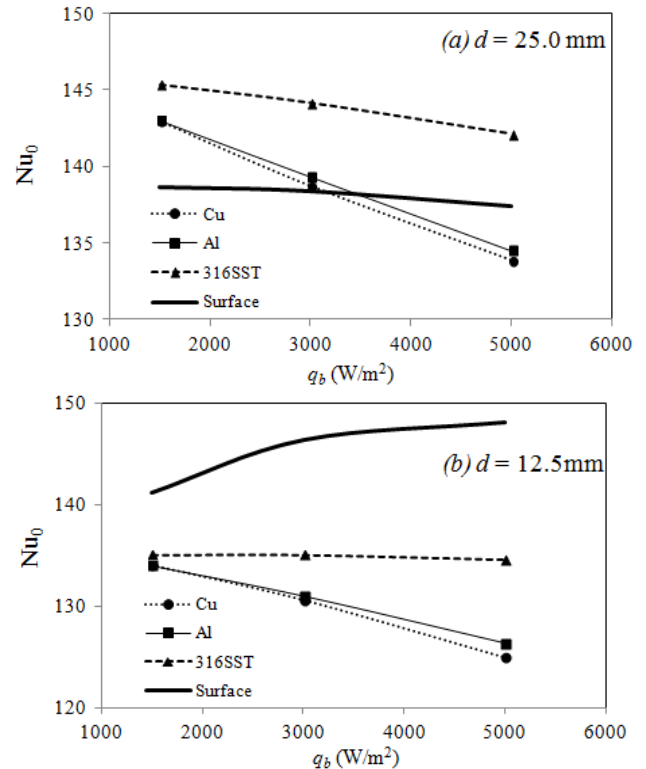 150
(a) d = 25.0 mm
145
140
135
130
Nu0
Cu
Al
316SST
Surface
1000 2000 3000 4000 5000 6000
qb (W/m2)
150
(b) d = 12.5mm
140
130
120
Nu0
Cu
Al
316SST
Surface
1000 2000 3000 4000 5000 6000
qb (W/m2)